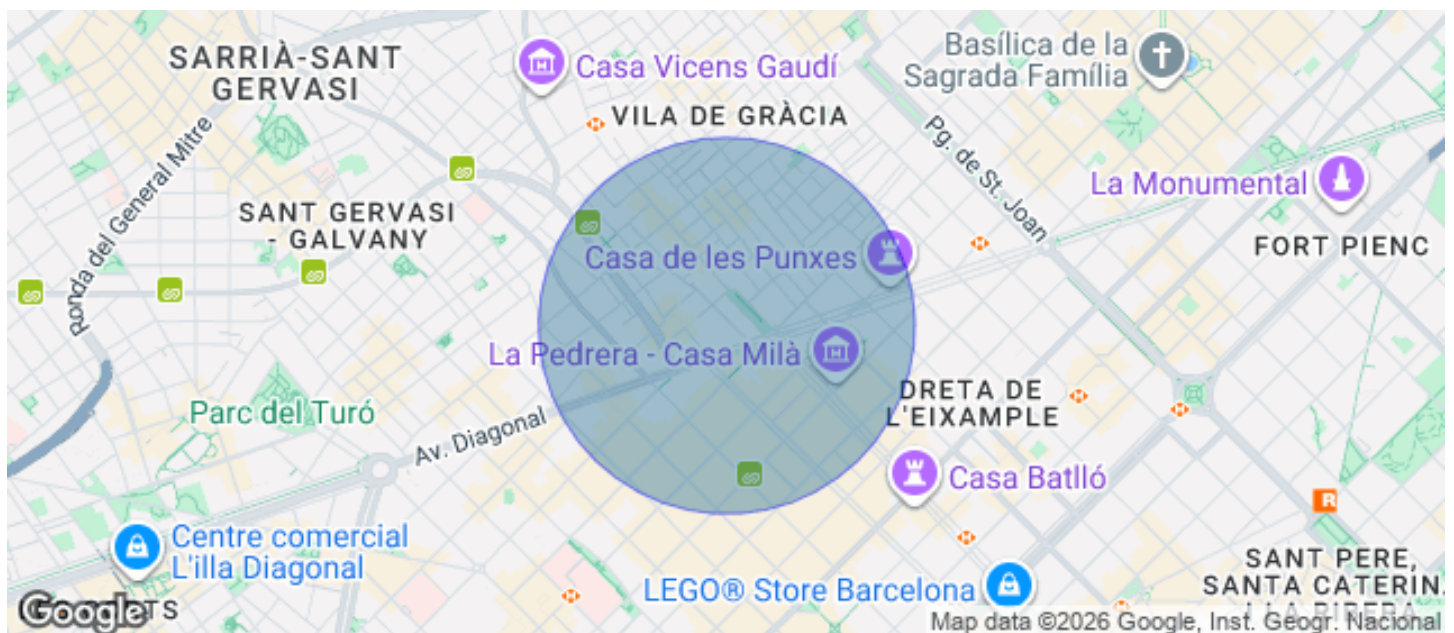 SARRIÀ-SANT
GERVASI
Casa Vicens Gaudí
Basílica de la
Sagrada Família
VILA DE GRÀCIA
Ronda del General Mitre
Pg. de St. Joan
La Monumental
SANT GERVASI
- GALVANY
FORT PIENC
Casa de les Punxes
La Pedrera - Casa Milà
DRETA DE
L'EIXAMPLE
Parc del Turó
Av. Diagonal
Casa Batlló
R
Centre comercial
L'illa Diagonal
SANT PERE,
SANTA CATERIN
LEGO® Store Barcelona
Google
TS
Map data ©2026 Google, Inst. Geogr. Nacional